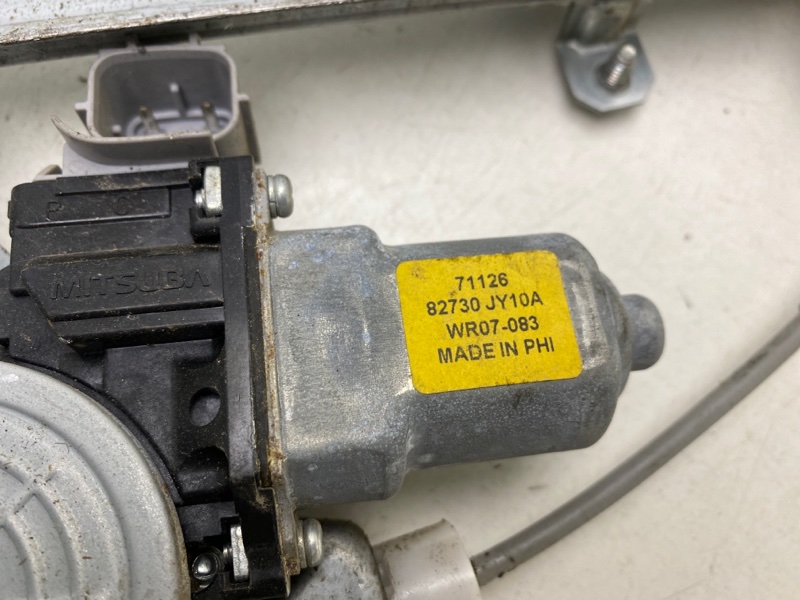 MITSUBA
71126
82730 JY10A
WR07-083
MADE IN PHI